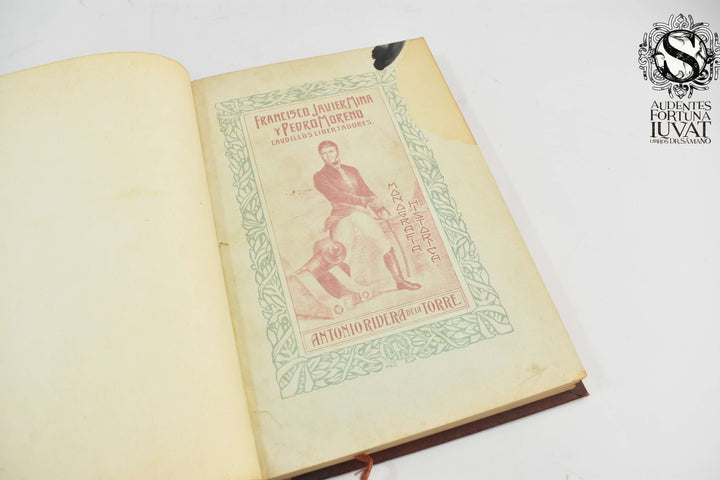 FRANCISCO JAVIER MINA
Y PEDRO MORENO
CAUDILLOS LIBERTADORES.
MONOGRAFIA
HISTORICA
ANTONIO RIVERA DE LA TORRE.
S
AUDENTES
FORTUNA
IUVAT
LIBROS DR. SÁMANO